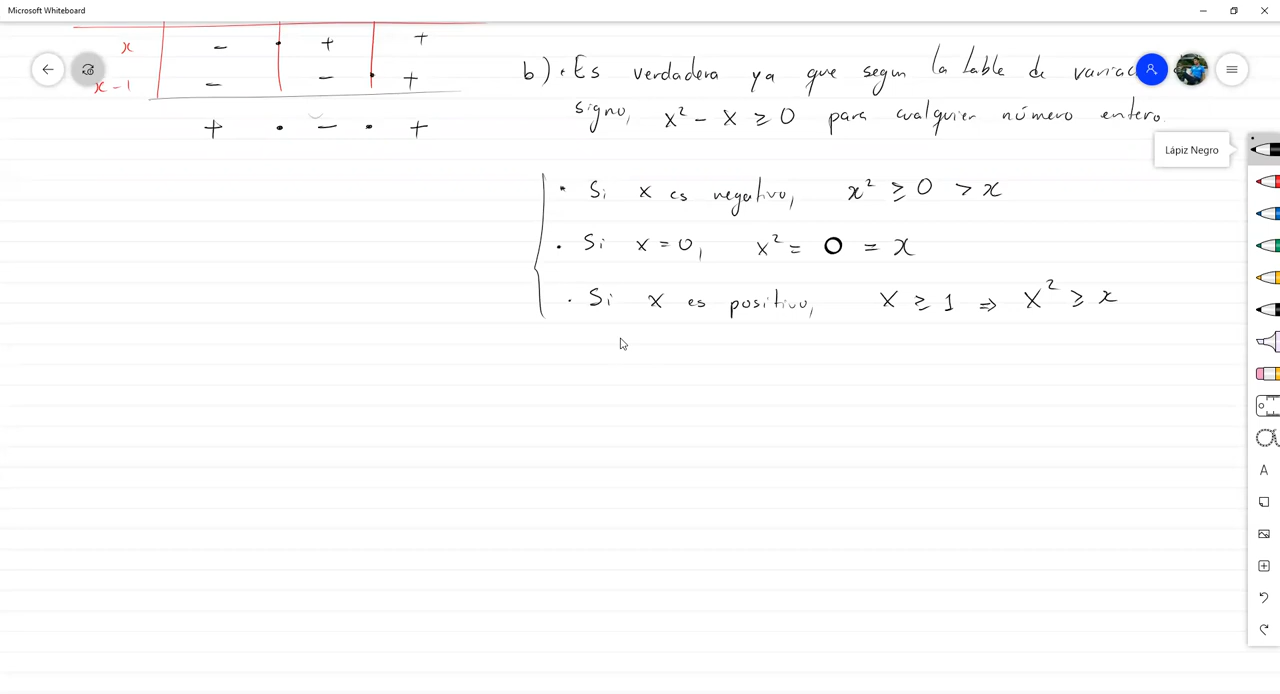 Microsoft Whiteboard
x - + +
x-1 - - +
+ - +
b) • Es verdadera ya que segun la table de variac
signo, x² - x ≥ 0 para cualquier número entero.
Lápiz Negro
• Si x es negativo, x² ≥ 0 > x
• Si x = 0, x² = 0 = x
• Si x es positivo, x ≥ 1 ⇒ x² ≥ x
A